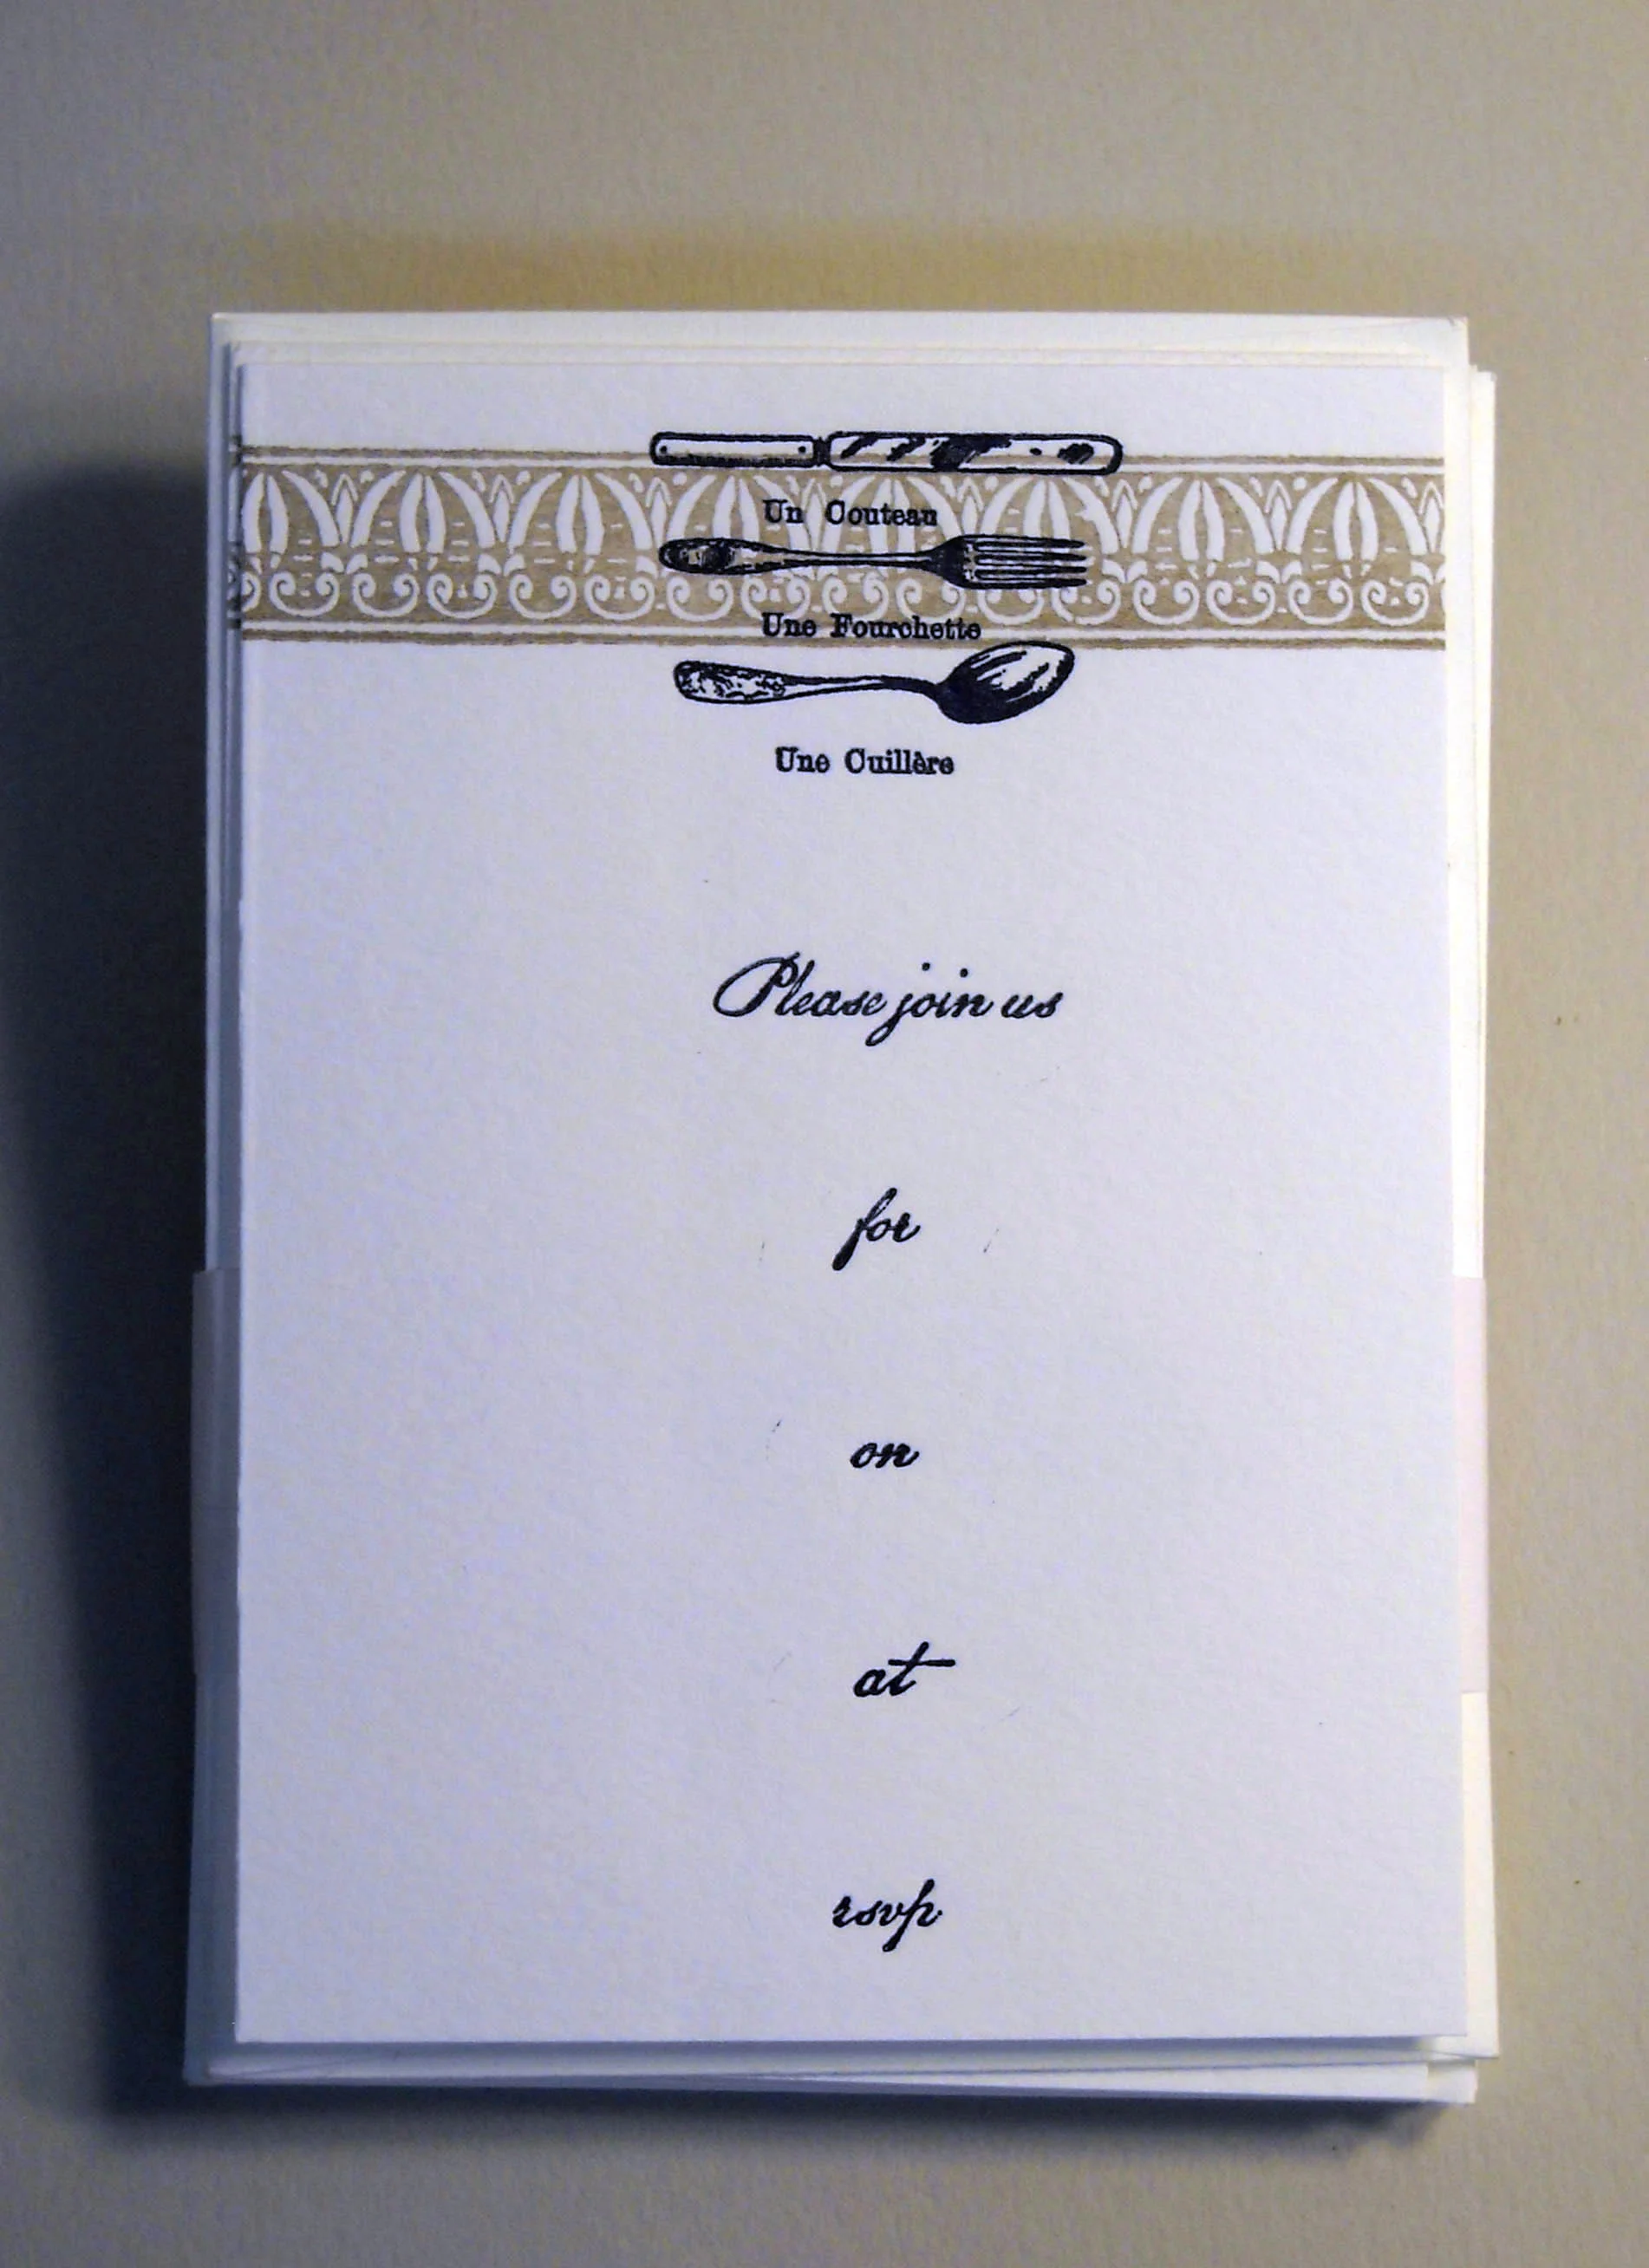 Un Couteau
Une Fourchette
Une Cuillère
Please join us
for
on
at
rsvp